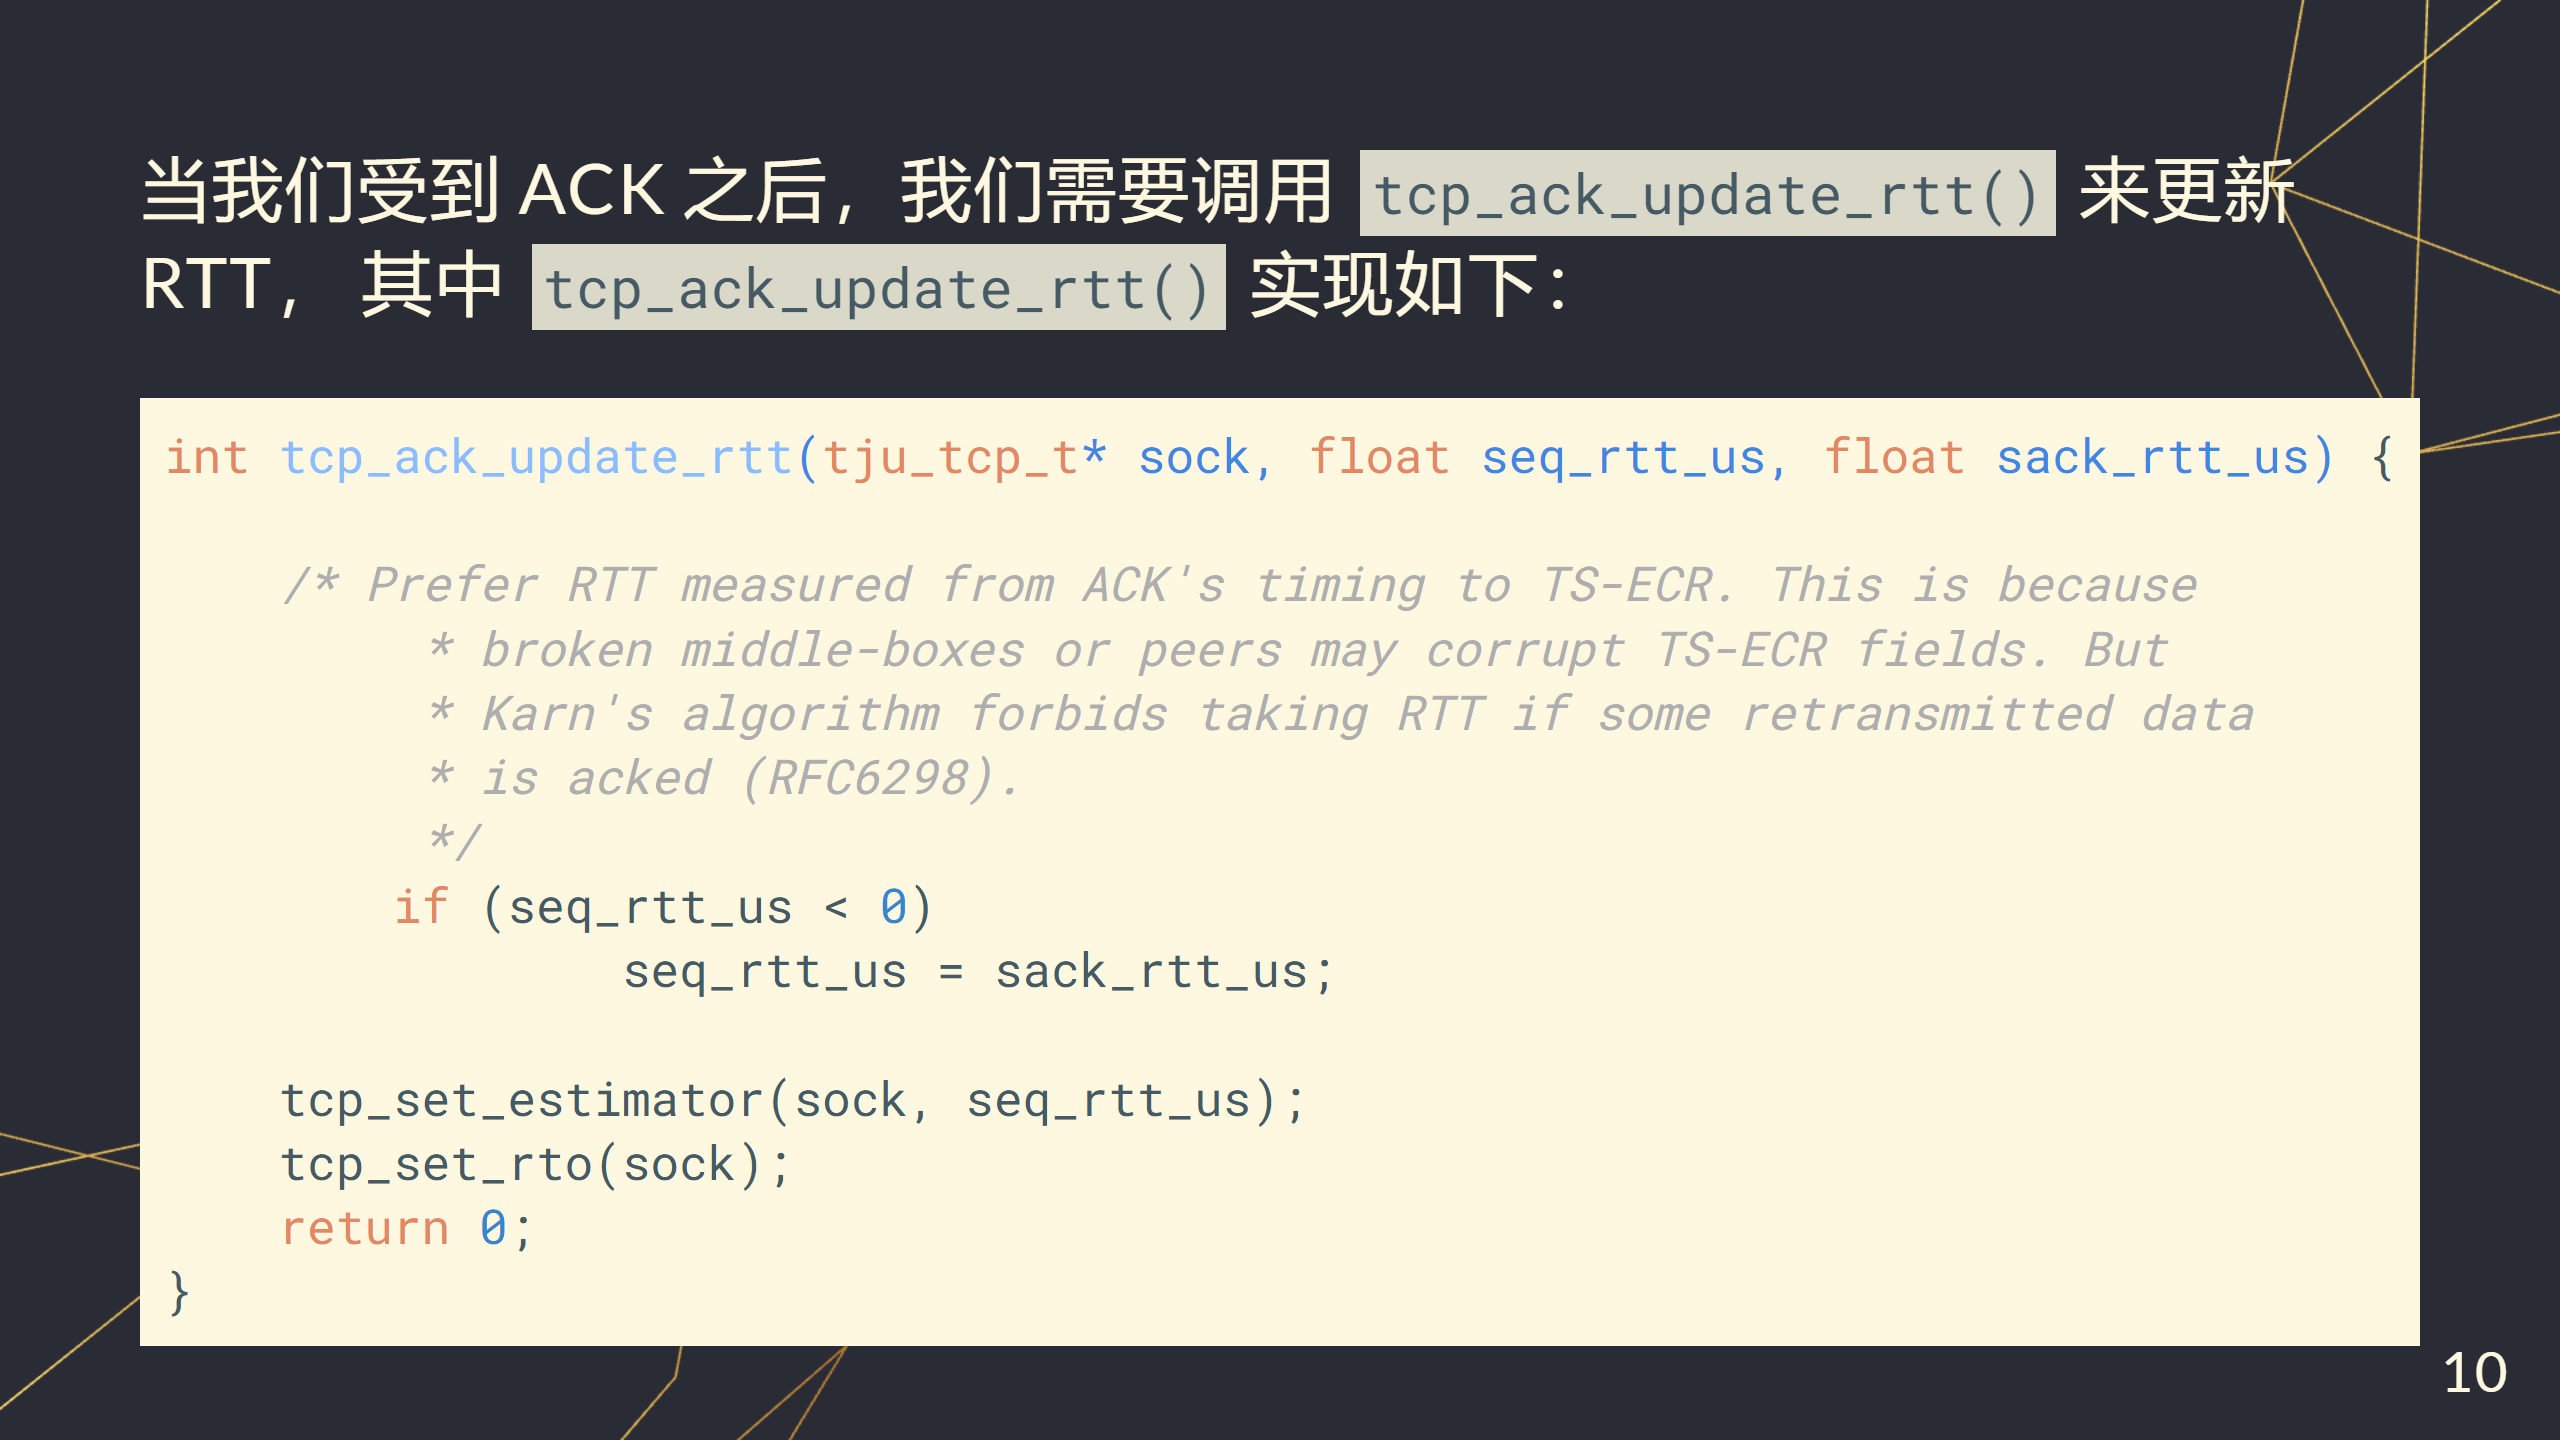 当我们受到 ACK 之后，我们需要调用 tcp_ack_update_rtt() 来更新
RTT， 其中 tcp_ack_update_rtt() 实现如下：
int tcp_ack_update_rtt(tju_tcp_t* sock, float seq_rtt_us, float sack_rtt_us) {
/* Prefer RTT measured from ACK's timing to TS-ECR. This is because
* broken middle-boxes or peers may corrupt TS-ECR fields. But
* Karn's algorithm forbids taking RTT if some retransmitted data
* is acked (RFC6298).
*/
if (seq_rtt_us < 0)
seq_rtt_us = sack_rtt_us;
tcp_set_estimator(sock, seq_rtt_us);
tcp_set_rto(sock);
return 0;
}
10